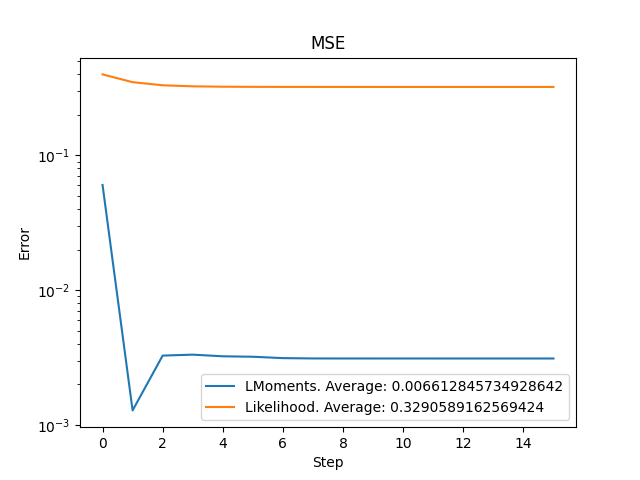 MSE
Error
10⁻¹
10⁻²
10⁻³
LMoments. Average: 0.006612845734928642
Likelihood. Average: 0.3290589162569424
0 2 4 6 8 10 12 14
Step